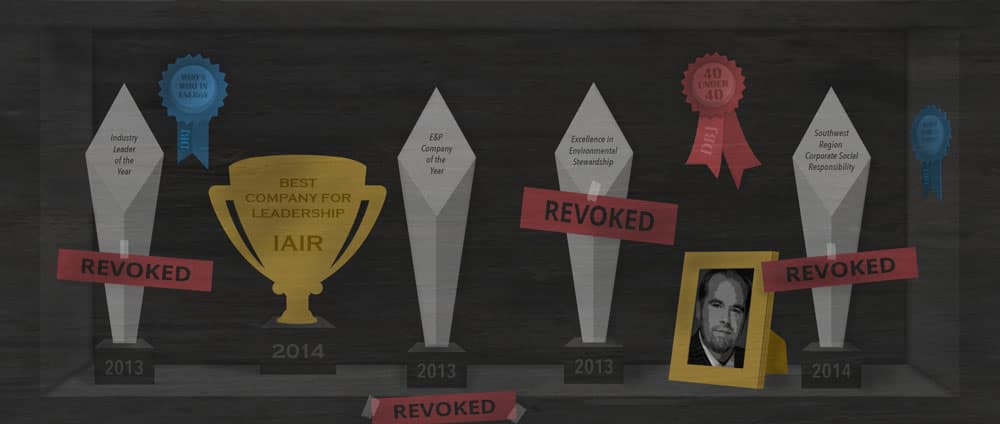 WHO'S
WHO IN
ENERGY
DBJ
40
UNDER
40
DBJ
Industry
Leader
of the
Year
BEST
COMPANY FOR
LEADERSHIP
IAIR
E&P
Company
of the
Year
Excellence in
Environmental
Stewardship
Southwest
Region
Corporate Social
Responsibility
REVOKED
REVOKED
REVOKED
2013
2014
2013
2013
2014
REVOKED